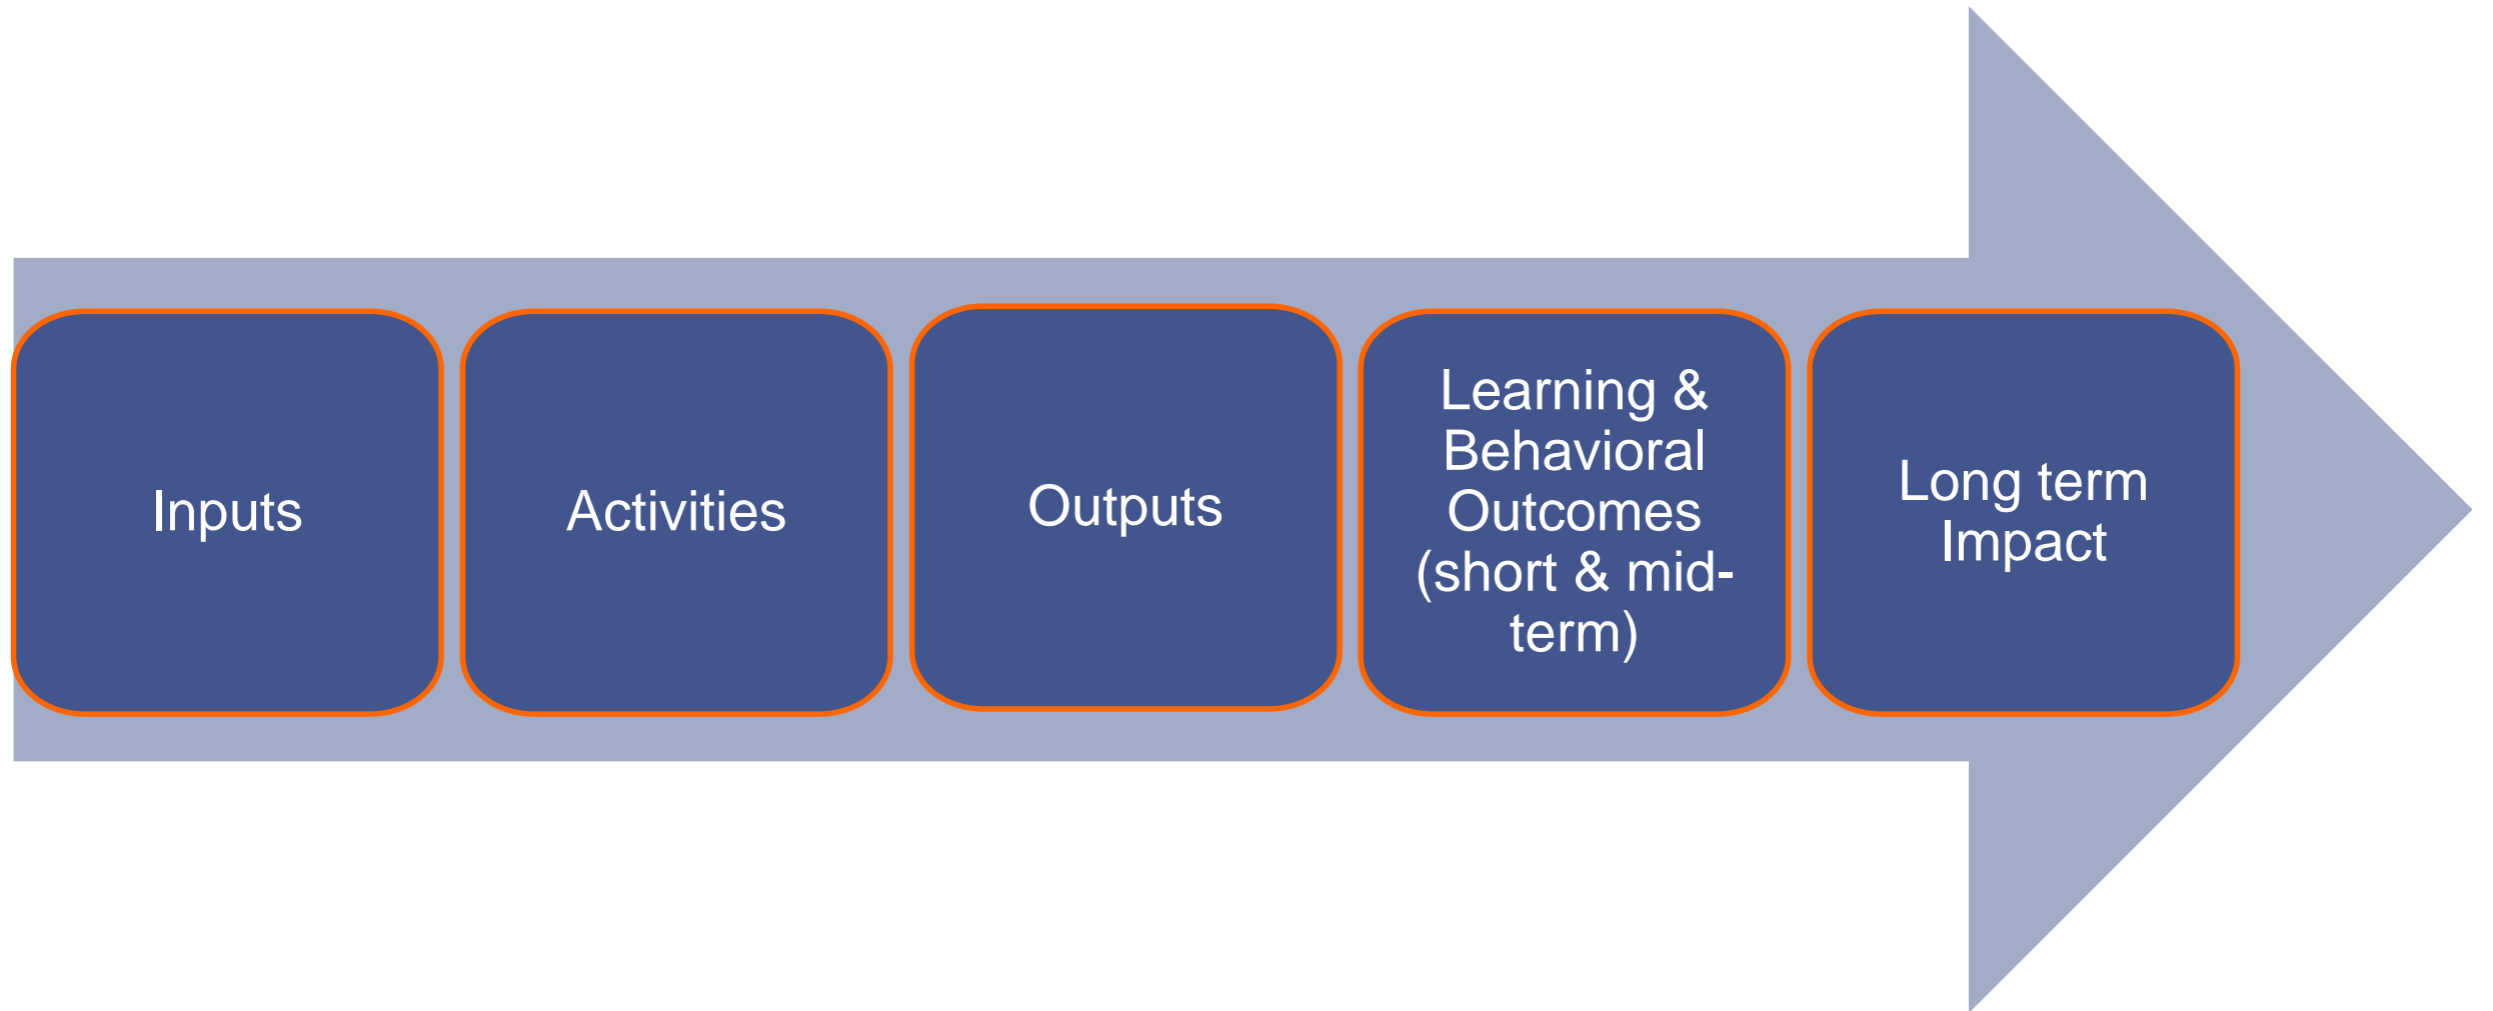 Inputs
Activities
Outputs
Learning &
Behavioral
Outcomes
(short & mid-
term)
Long term
Impact